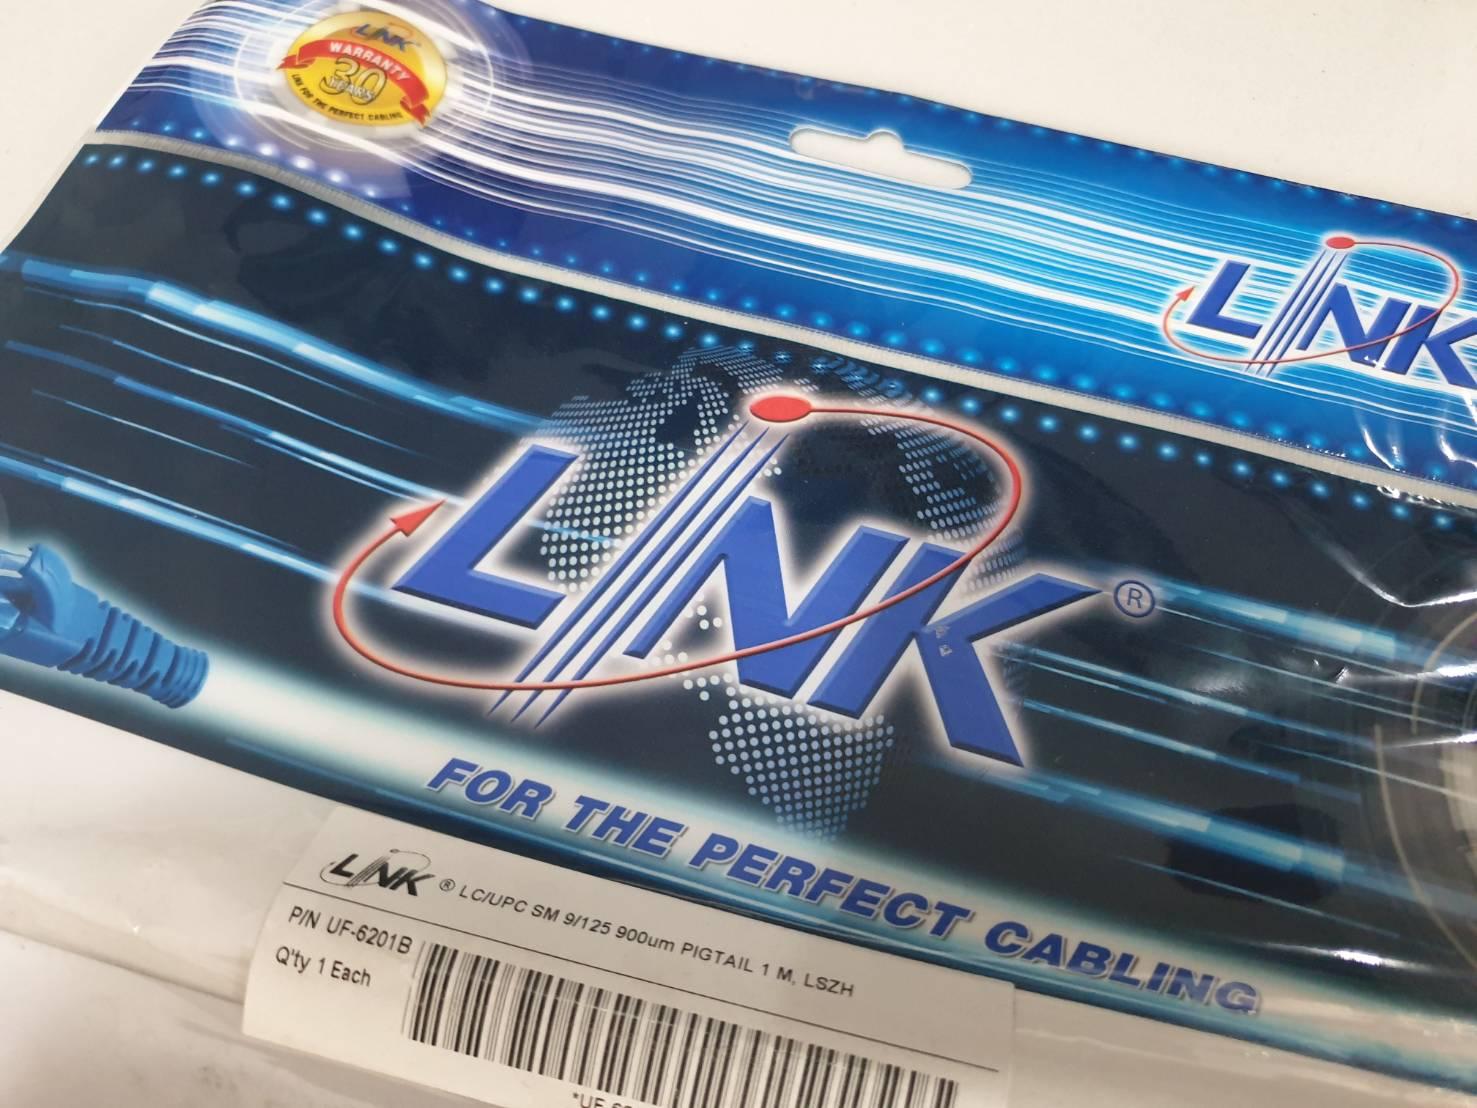 LINK
WARRANTY
30
YEARS
LINK FOR THE PERFECT CABLING
LINK
LINK ®
FOR THE PERFECT CABLING
LINK ® LC/UPC SM 9/125 900um PIGTAIL 1 M, LSZH
P/N UF-6201B
Q'ty 1 Each